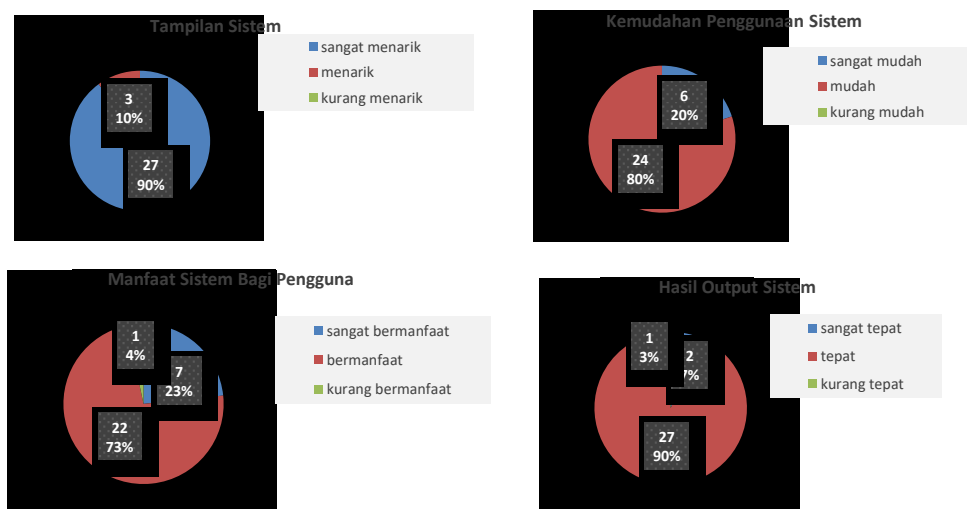 Tampilan Sistem
sangat menarik
menarik
kurang menarik
3
10%
27
90%
Kemudahan Penggunaan Sistem
sangat mudah
mudah
kurang mudah
6
20%
24
80%
Manfaat Sistem Bagi Pengguna
sangat bermanfaat
bermanfaat
kurang bermanfaat
1
4%
7
23%
22
73%
Hasil Output Sistem
sangat tepat
tepat
kurang tepat
1
3%
2
7%
27
90%